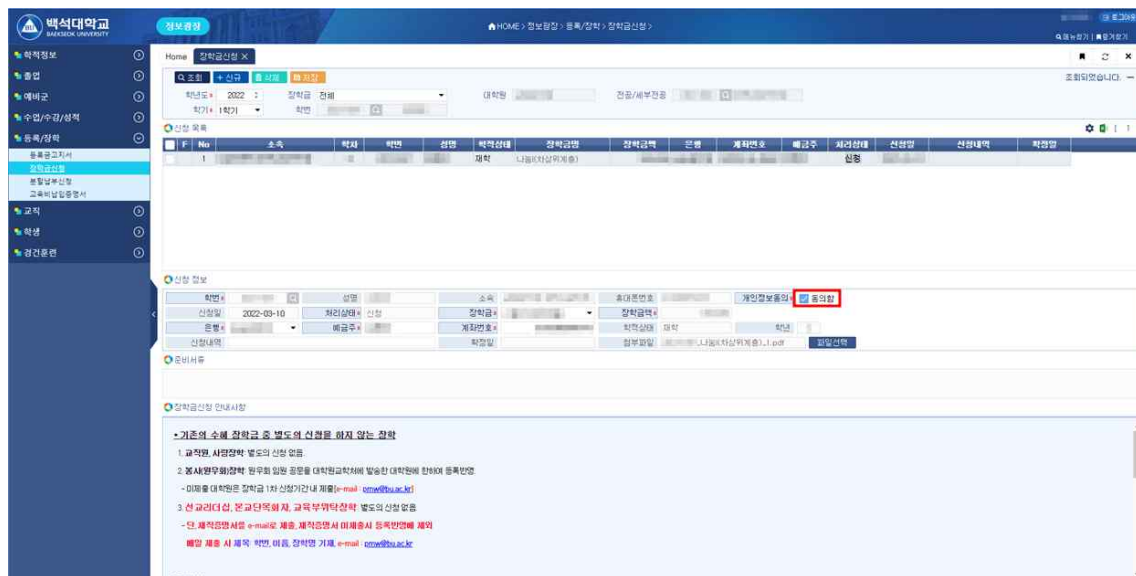 백석대학교
BAEKSEOK UNIVERSITY
정보광장
HOME > 정보광장 > 등록/장학 > 장학금신청 >
로그아웃
메뉴찾기 | 즐겨찾기
학적정보
졸업
예비군
수업/수강/성적
등록/장학
등록금고지서
장학금신청
분할납부신청
교육비납입증명서
교직
학생
경건훈련
Home 장학금신청 ×
조회 + 신규 삭제 저장
조회되었습니다.
학년도 2022 장학금 전체 대학원 전공/세부전공
학기 1학기 학번
신청 목록
F No 소속 학차 학번 성명 학적상태 장학금명 장학금액 은행 계좌번호 예금주 처리상태 신청일 신청내역 확정일
1 재학 나눔(차상위계층) 신청
신청 정보
학번 성명 소속 휴대폰번호 개인정보동의 동의함
신청일 2022-03-10 처리상태 신청 장학금 장학금액
은행 예금주 계좌번호 학적상태 재학 학년
신청내역 확정일 첨부파일 나눔(차상위계층)_1.pdf 파일선택
준비서류
장학금신청 안내사항
• 기존의 수혜 장학금 중 별도의 신청을 하지 않는 장학
1. 교직원, 사랑장학: 별도의 신청 없음.
2. 봉사(원우회)장학: 원우회 임원 공문을 대학원교학처에 발송한 대학원에 한하여 등록반영
- 미제출 대학원은 장학금 1차 신청기간 내 제출[e-mail : pmw@bu.ac.kr]
3. 선교리더십, 본교단목회자, 교육부위탁장학: 별도의 신청 없음
- 단, 재직증명서를 e-mail로 제출, 재직증명서 미제출시 등록반영에 제외
메일 제출 시 제목: 학번, 이름, 장학명 기재, e-mail : pmw@bu.ac.kr